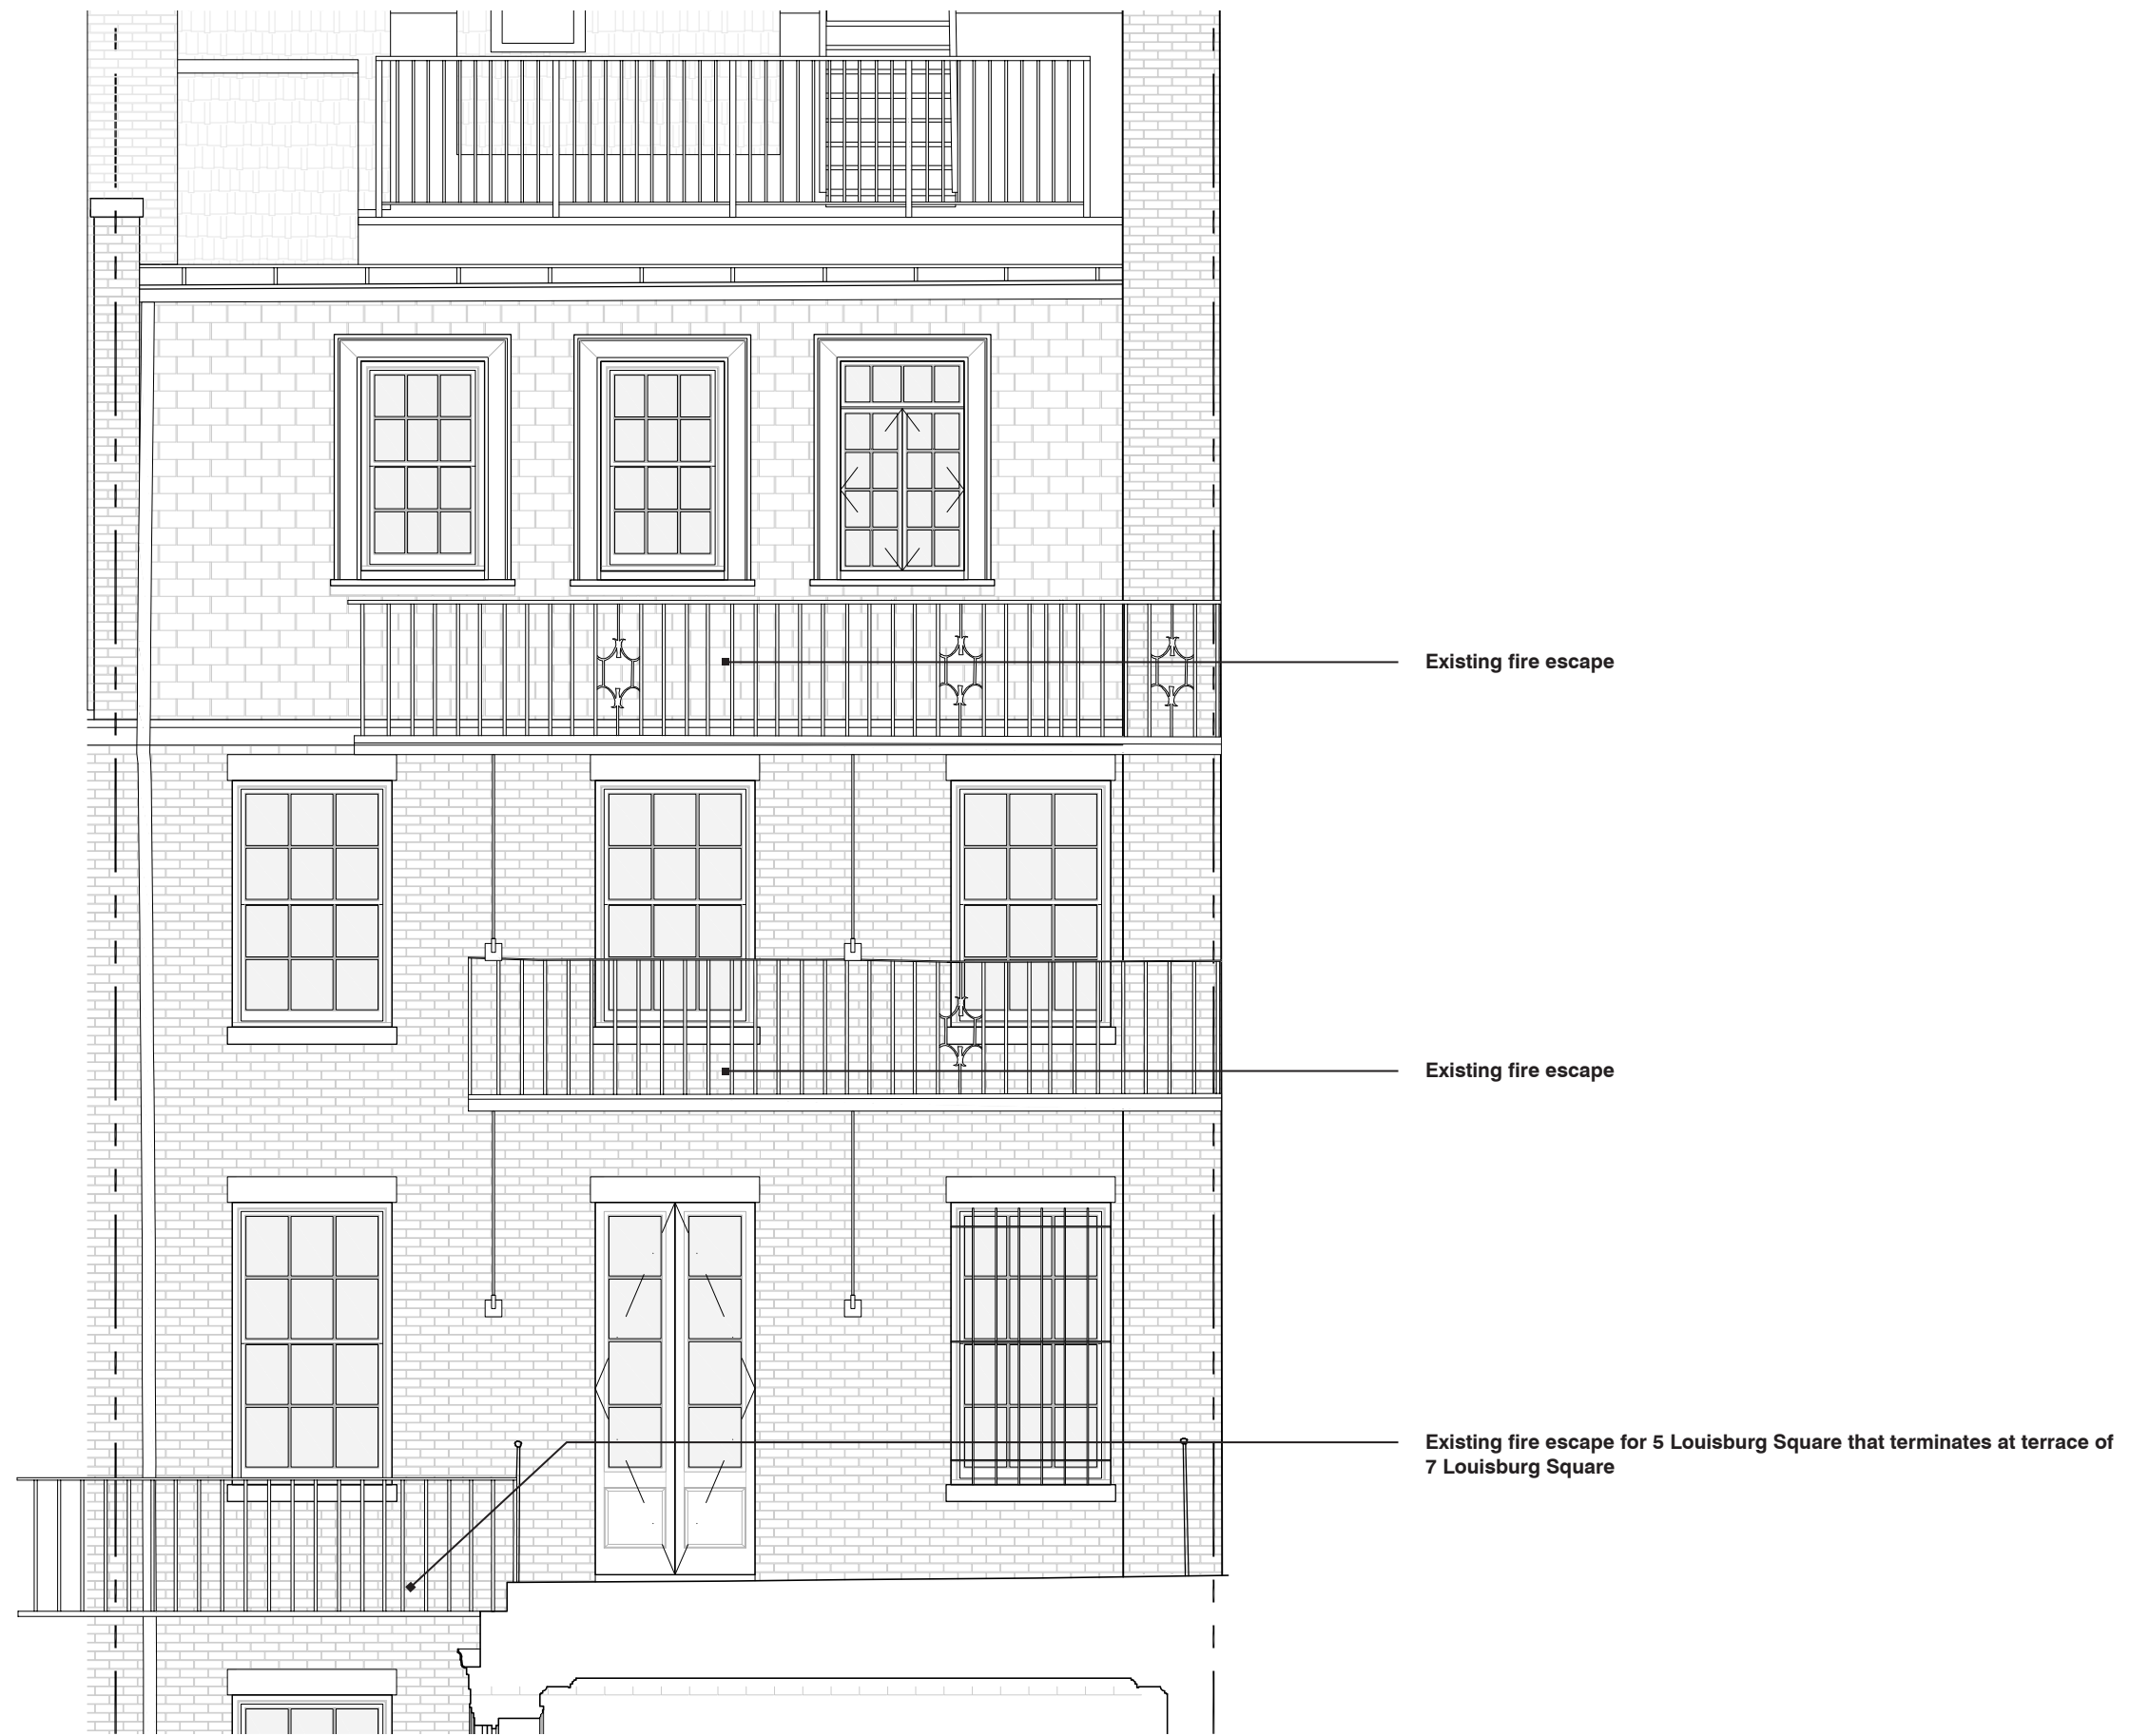 Existing fire escape
Existing fire escape
Existing fire escape for 5 Louisburg Square that terminates at terrace of
7 Louisburg Square